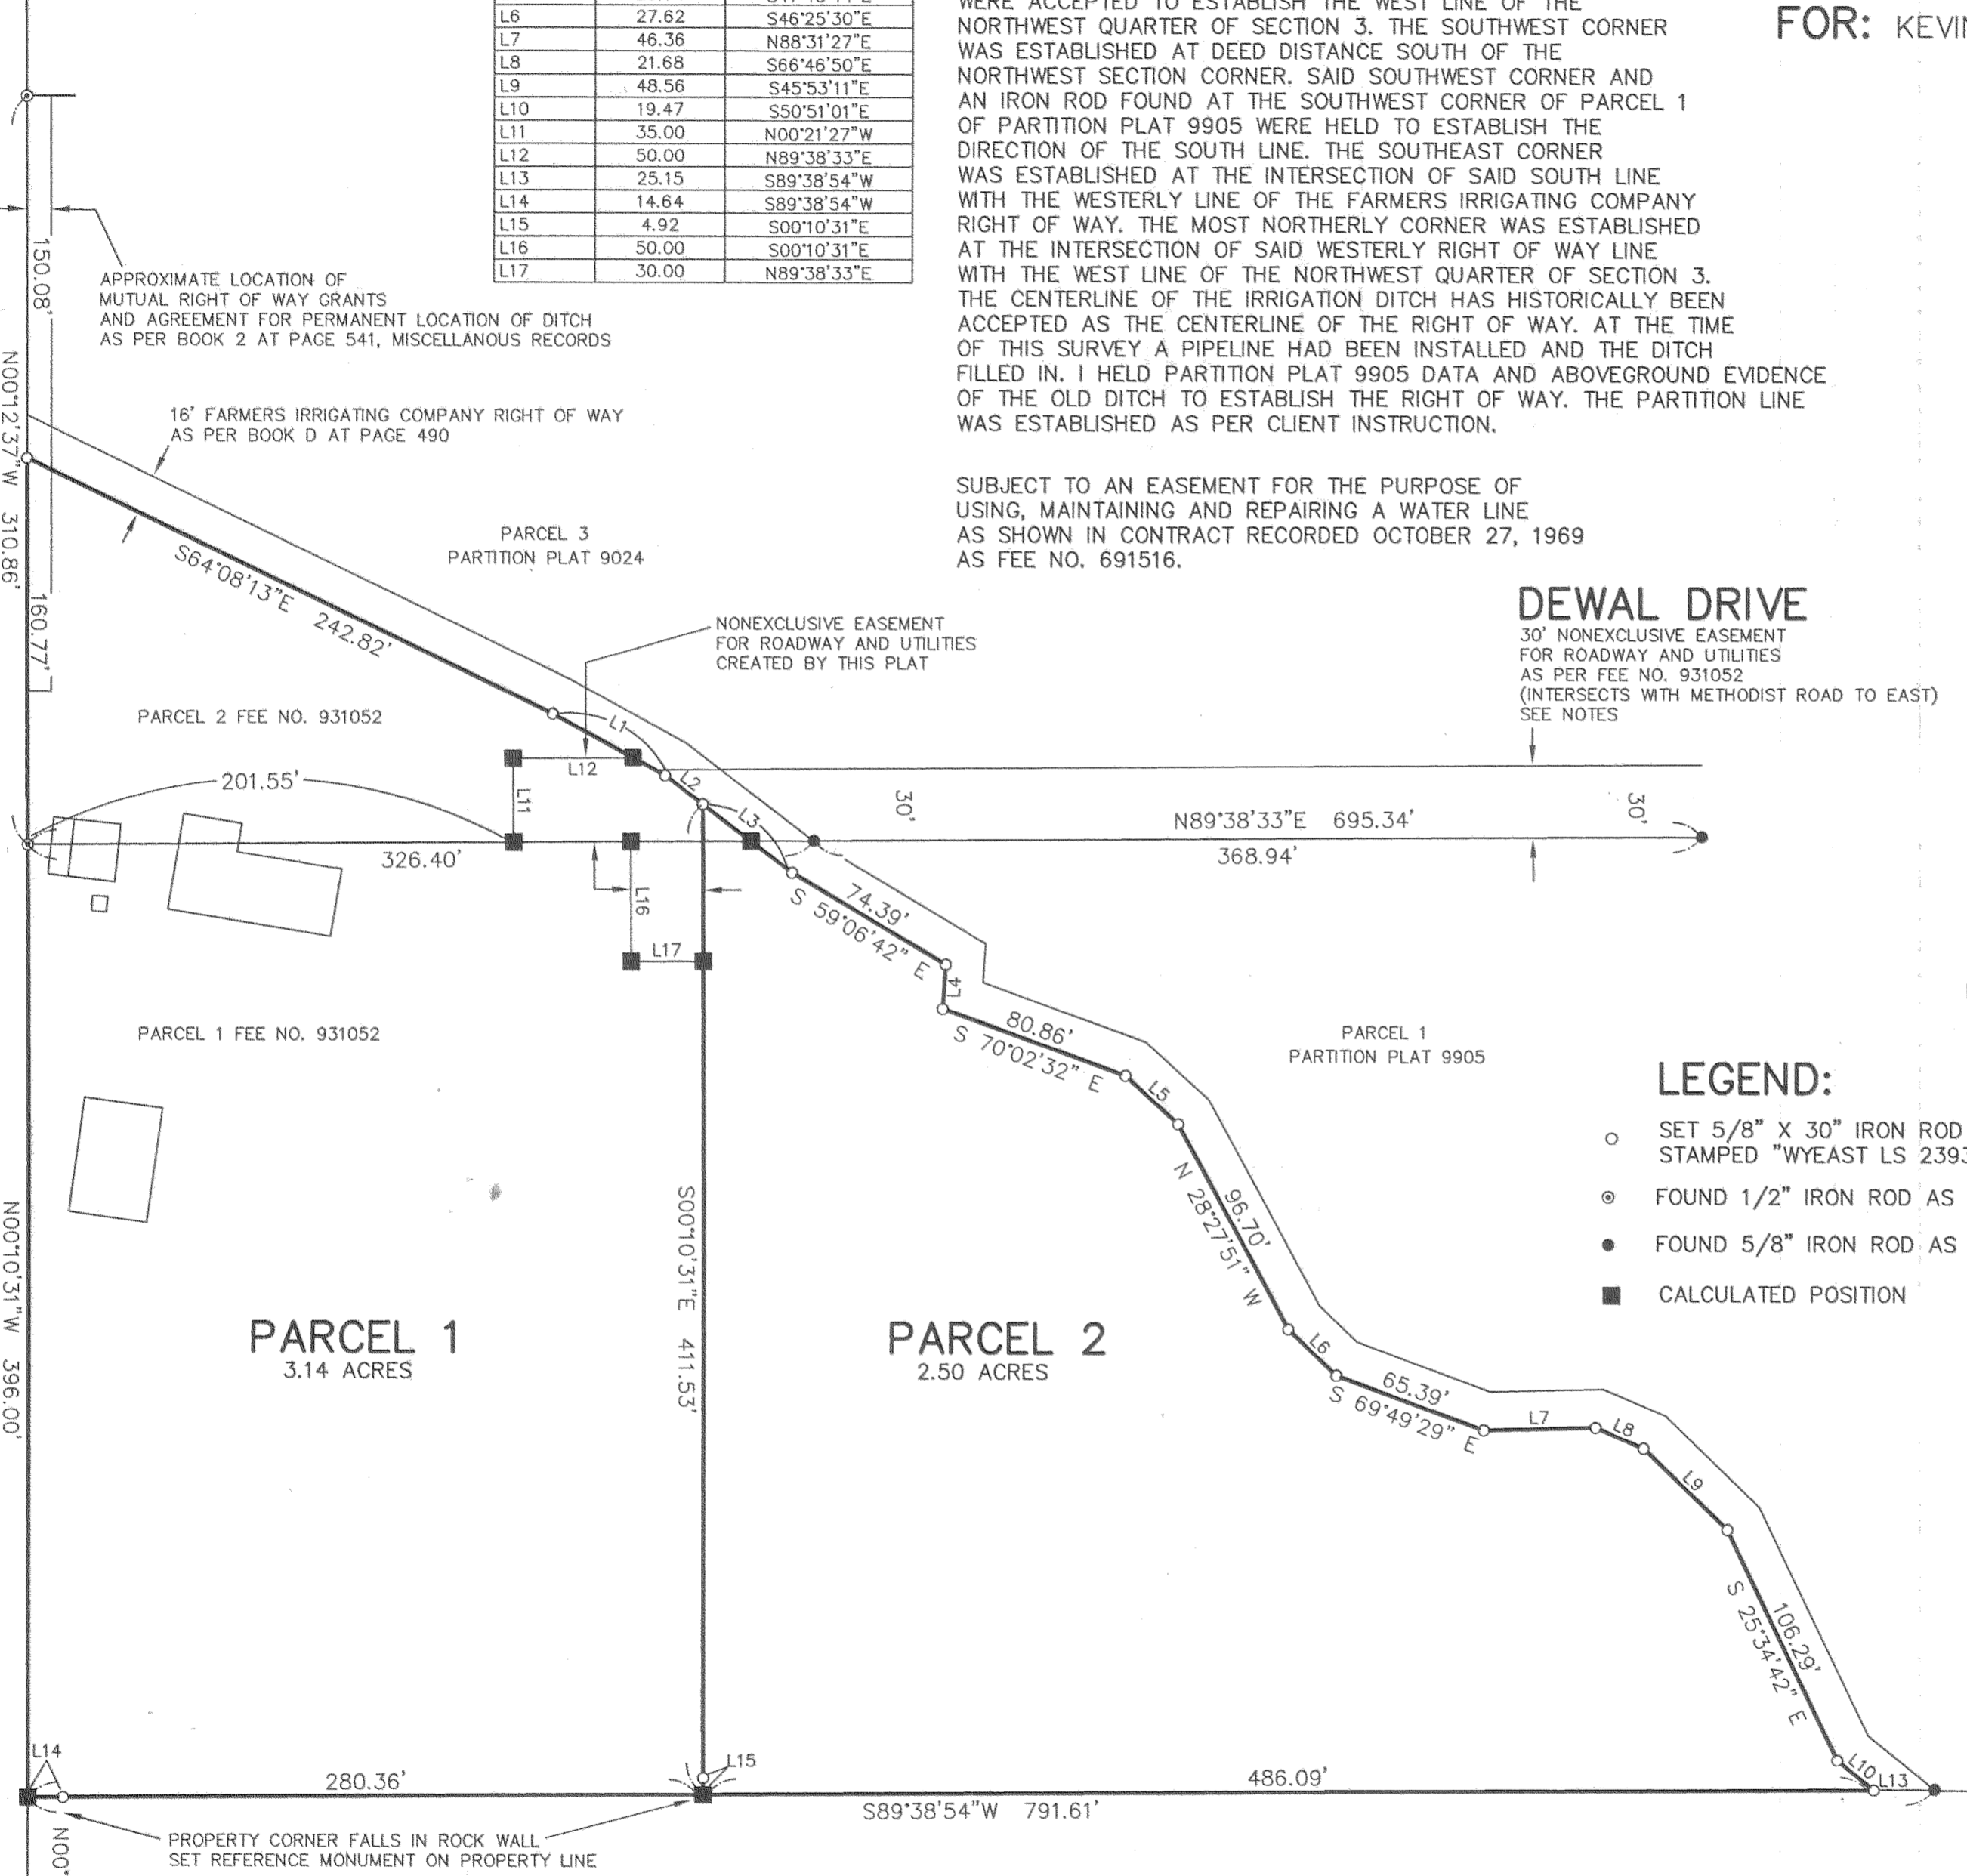 L6 27.62 S46°25'30"E
L7 46.36 N88°31'27"E
L8 21.68 S66°46'50"E
L9 48.56 S45°53'11"E
L10 19.47 S50°51'01"E
L11 35.00 N00°21'27"W
L12 50.00 N89°38'33"E
L13 25.15 S89°38'54"W
L14 14.64 S89°38'54"W
L15 4.92 S00°10'31"E
L16 50.00 S00°10'31"E
L17 30.00 N89°38'33"E
WERE ACCEPTED TO ESTABLISH THE WEST LINE OF THE
NORTHWEST QUARTER OF SECTION 3. THE SOUTHWEST CORNER
WAS ESTABLISHED AT DEED DISTANCE SOUTH OF THE
NORTHWEST SECTION CORNER. SAID SOUTHWEST CORNER AND
AN IRON ROD FOUND AT THE SOUTHWEST CORNER OF PARCEL 1
OF PARTITION PLAT 9905 WERE HELD TO ESTABLISH THE
DIRECTION OF THE SOUTH LINE. THE SOUTHEAST CORNER
WAS ESTABLISHED AT THE INTERSECTION OF SAID SOUTH LINE
WITH THE WESTERLY LINE OF THE FARMERS IRRIGATING COMPANY
RIGHT OF WAY. THE MOST NORTHERLY CORNER WAS ESTABLISHED
AT THE INTERSECTION OF SAID WESTERLY RIGHT OF WAY LINE
WITH THE WEST LINE OF THE NORTHWEST QUARTER OF SECTION 3.
THE CENTERLINE OF THE IRRIGATION DITCH HAS HISTORICALLY BEEN
ACCEPTED AS THE CENTERLINE OF THE RIGHT OF WAY. AT THE TIME
OF THIS SURVEY A PIPELINE HAD BEEN INSTALLED AND THE DITCH
FILLED IN. I HELD PARTITION PLAT 9905 DATA AND ABOVEGROUND EVIDENCE
OF THE OLD DITCH TO ESTABLISH THE RIGHT OF WAY. THE PARTITION LINE
WAS ESTABLISHED AS PER CLIENT INSTRUCTION.
SUBJECT TO AN EASEMENT FOR THE PURPOSE OF
USING, MAINTAINING AND REPAIRING A WATER LINE
AS SHOWN IN CONTRACT RECORDED OCTOBER 27, 1969
AS FEE NO. 691516.
FOR: KEVIN
150.08'
APPROXIMATE LOCATION OF
MUTUAL RIGHT OF WAY GRANTS
AND AGREEMENT FOR PERMANENT LOCATION OF DITCH
AS PER BOOK 2 AT PAGE 541, MISCELLANOUS RECORDS
N00°12'37"W 310.86'
16' FARMERS IRRIGATING COMPANY RIGHT OF WAY
AS PER BOOK D AT PAGE 490
PARCEL 3
PARTITION PLAT 9024
S64°08'13"E 242.82'
160.77'
NONEXCLUSIVE EASEMENT
FOR ROADWAY AND UTILITIES
CREATED BY THIS PLAT
DEWAL DRIVE
30' NONEXCLUSIVE EASEMENT
FOR ROADWAY AND UTILITIES
AS PER FEE NO. 931052
(INTERSECTS WITH METHODIST ROAD TO EAST)
SEE NOTES
PARCEL 2 FEE NO. 931052
L1
L12
L2
201.55'
L11
L3
30'
30'
N89°38'33"E 695.34'
326.40'
368.94'
L16
L17
74.39'
S 59°06'42" E
L4
80.86'
S 70°02'32" E
L5
PARCEL 1 FEE NO. 931052
PARCEL 1
PARTITION PLAT 9905
LEGEND:
SET 5/8" X 30" IRON ROD
STAMPED "WYEAST LS 2393
FOUND 1/2" IRON ROD AS
FOUND 5/8" IRON ROD AS
CALCULATED POSITION
96.70'
N 28°27'51" W
N00°10'31"W 396.00'
S00°10'31"E 411.53'
PARCEL 1
3.14 ACRES
PARCEL 2
2.50 ACRES
L6
65.39'
S 69°49'29" E
L7
L8
L9
106.29'
S 25°34'42" E
L14
280.36'
L15
486.09'
L10
L13
S89°38'54"W 791.61'
N00°
PROPERTY CORNER FALLS IN ROCK WALL
SET REFERENCE MONUMENT ON PROPERTY LINE